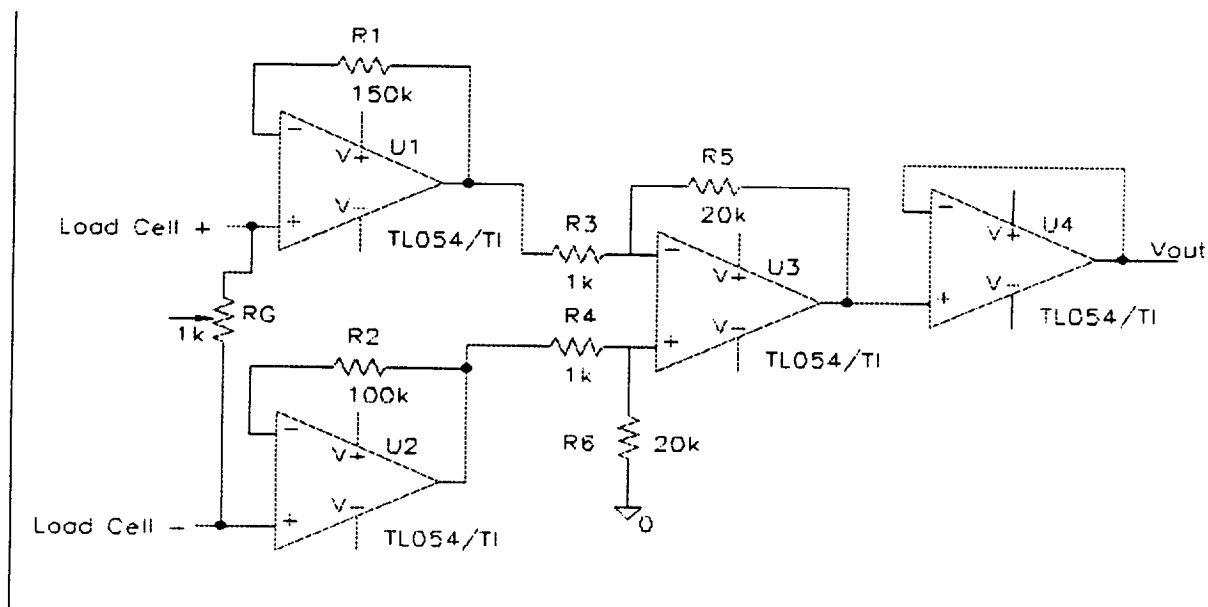 R1
150k
V+
U1
V-
TL054/TI
Load Cell +
RG
1k
R2
100k
V+
U2
V-
TL054/TI
Load Cell -
R3
1k
R4
1k
R5
20k
V+
U3
V-
TL054/TI
R6
20k
0
V+
U4
V-
TL054/TI
Vout